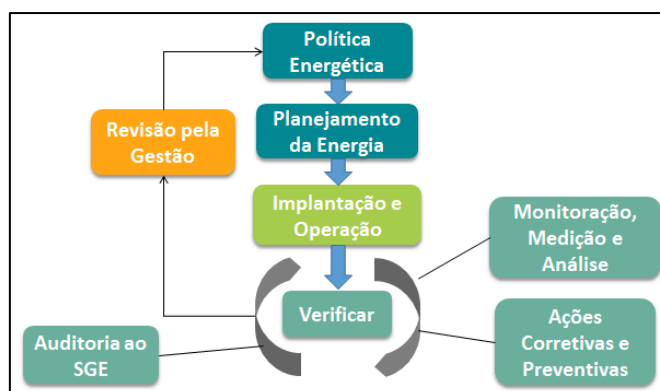 Política
Energética
Planejamento
da Energia
Revisão pela
Gestão
Implantação e
Operação
Monitoração,
Medição e
Análise
Verificar
Auditoria ao
SGE
Ações
Corretivas e
Preventivas